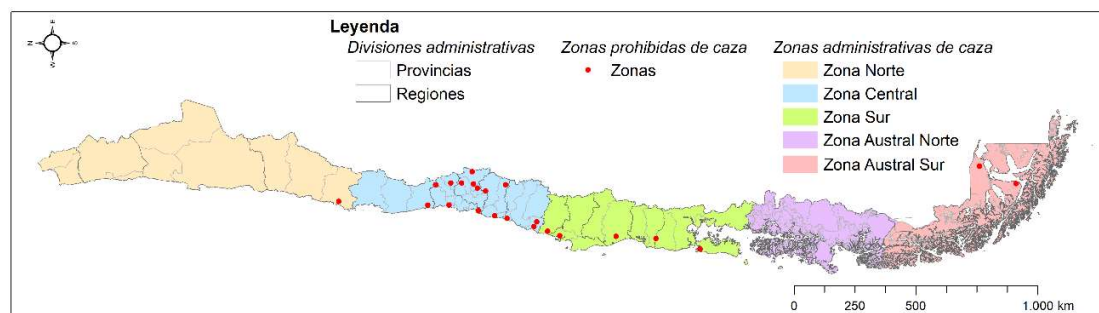 Leyenda
Divisiones administrativas
Provincias
Regiones
Zonas prohibidas de caza
Zonas
Zonas administrativas de caza
Zona Norte
Zona Central
Zona Sur
Zona Austral Norte
Zona Austral Sur
N
E
S
W
0 250 500 1.000 km